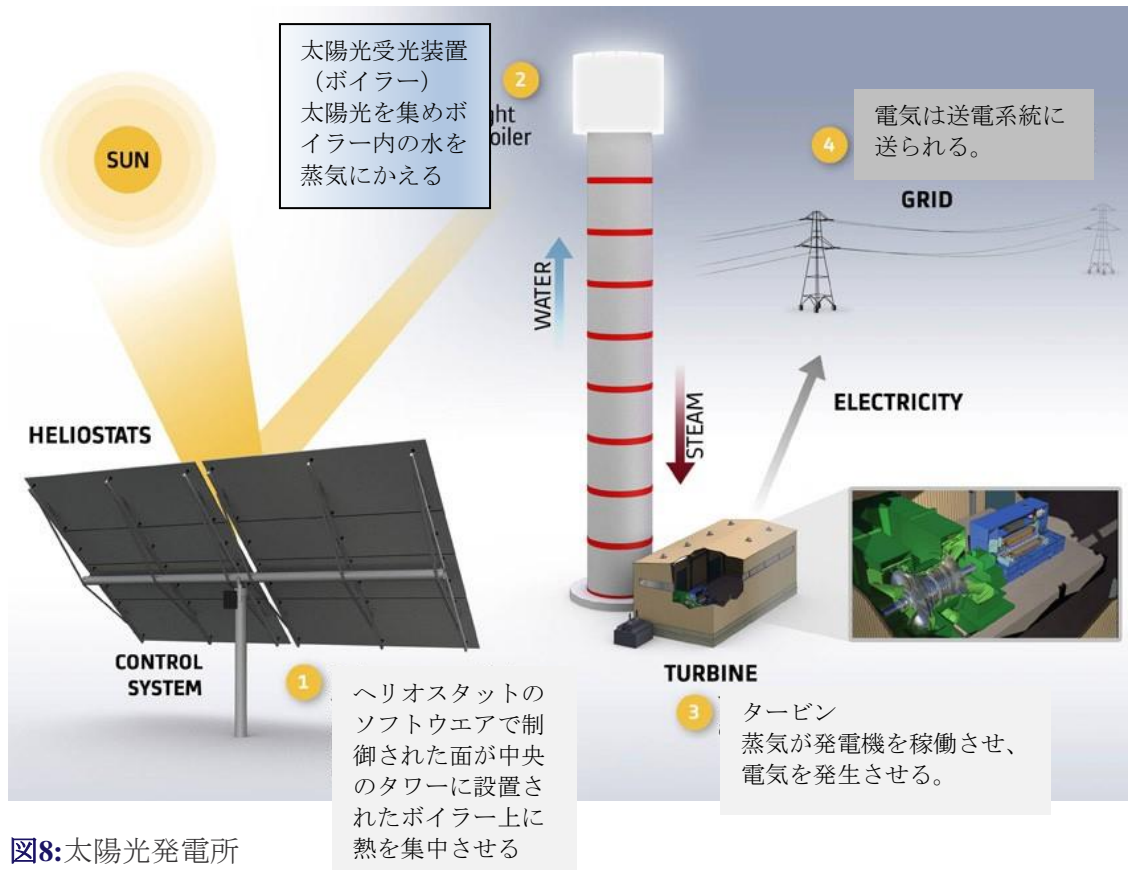 太陽光受光装置
（ボイラー）
太陽光を集めボ
イラー内の水を
蒸気にかえる
2
ght
oiler
SUN
電気は送電系統に
送られる。
4
GRID
WATER
STEAM
ELECTRICITY
HELIOSTATS
CONTROL
SYSTEM
1
ヘリオスタットの
ソフトウエアで制
御された面が中央
のタワーに設置さ
れたボイラー上に
熱を集中させる
TURBINE
3
タービン
蒸気が発電機を稼働させ、
電気を発生させる。
図8:太陽光発電所